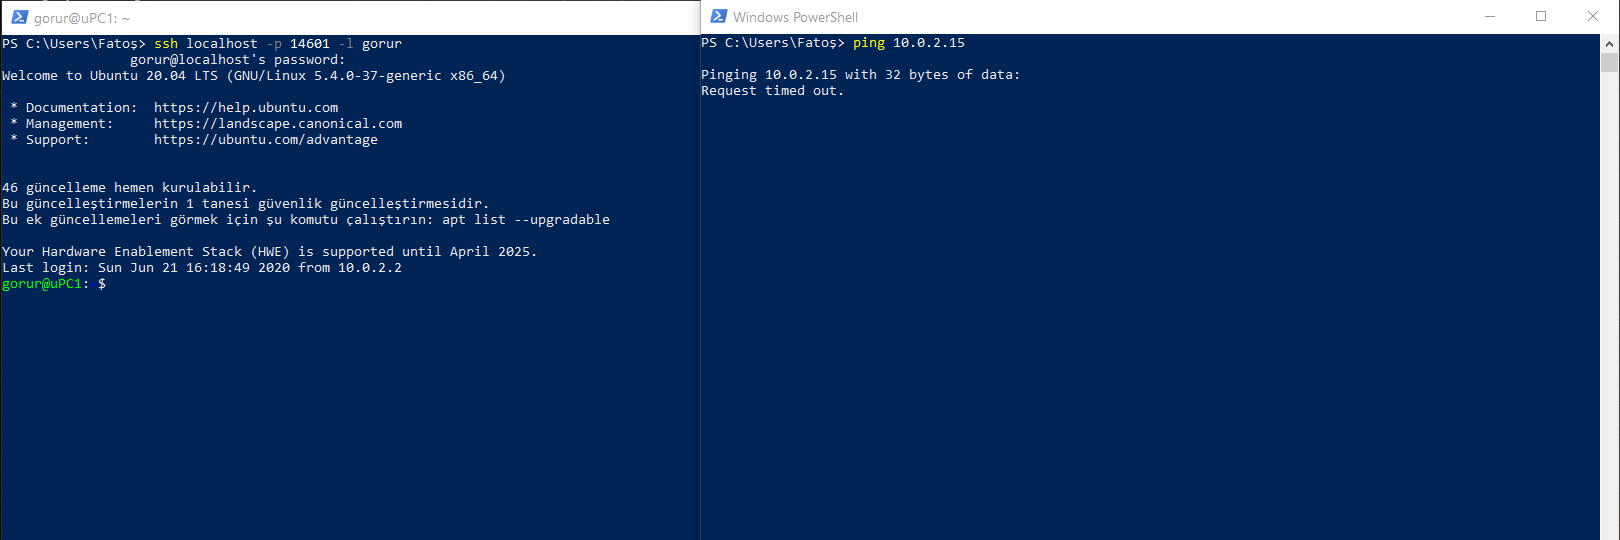 gorur@uPC1: ~
PS C:\Users\Fatoş> ssh localhost -p 14601 -l gorur
gorur@localhost's password:
Welcome to Ubuntu 20.04 LTS (GNU/Linux 5.4.0-37-generic x86_64)
* Documentation:  https://help.ubuntu.com
* Management:     https://landscape.canonical.com
* Support:        https://ubuntu.com/advantage
46 güncelleme hemen kurulabilir.
Bu güncelleştirmelerin 1 tanesi güvenlik güncelleştirmesidir.
Bu ek güncellemeleri görmek için şu komutu çalıştırın: apt list --upgradable
Your Hardware Enablement Stack (HWE) is supported until April 2025.
Last login: Sun Jun 21 16:18:49 2020 from 10.0.2.2
gorur@uPC1: $
Windows PowerShell
PS C:\Users\Fatoş> ping 10.0.2.15
Pinging 10.0.2.15 with 32 bytes of data:
Request timed out.